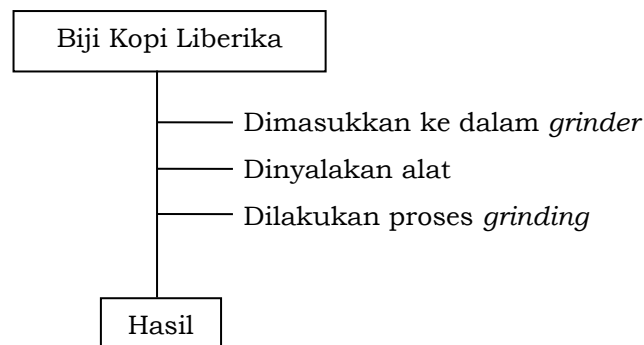 Biji Kopi Liberika
Dimasukkan ke dalam grinder
Dinyalakan alat
Dilakukan proses grinding
Hasil